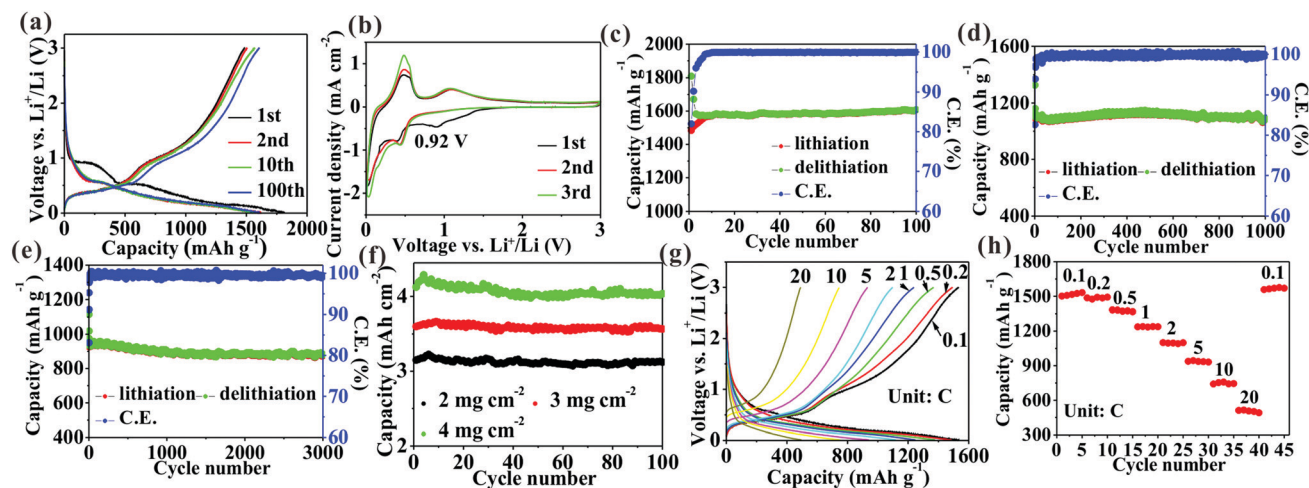 (a)
Voltage vs. Li⁺/Li (V)
3
2
1
0
1st
2nd
10th
100th
0 500 1000 1500 2000
Capacity (mAh g⁻¹)
(b)
Current density (mA cm⁻²)
2
1
0
-1
-2
0.92 V
1st
2nd
3rd
0 1 2 3
Voltage vs. Li⁺/Li (V)
(c)
Capacity (mAh g⁻¹)
2000
1800
1600
1400
1200
1000
100
90
80
70
60
C.E. (%)
lithiation
delithiation
C.E.
0 20 40 60 80 100
Cycle number
(d)
Capacity (mAh g⁻¹)
1600
1200
800
400
100
90
80
70
60
C.E. (%)
lithiation delithiation
C.E.
0 200 400 600 800 1000
Cycle number
(e)
Capacity (mAh g⁻¹)
1400
1200
1000
800
600
400
100
90
80
70
60
C.E. (%)
lithiation delithiation
C.E.
0 1000 2000 3000
Cycle number
(f)
Capacity (mAh cm⁻²)
4
3
2
2 mg cm⁻² 3 mg cm⁻²
4 mg cm⁻²
0 20 40 60 80 100
Cycle number
(g)
Voltage vs. Li⁺/Li (V)
3
2
1
0
20 10 5 2 1 0.5 0.2
0.1
Unit: C
0 400 800 1200 1600
Capacity (mAh g⁻¹)
(h)
Capacity (mAh g⁻¹)
1800
1500
1200
900
600
300
0.1 0.2 0.5 1 2 5 10 20 0.1
Unit: C
0 5 10 15 20 25 30 35 40 45
Cycle number